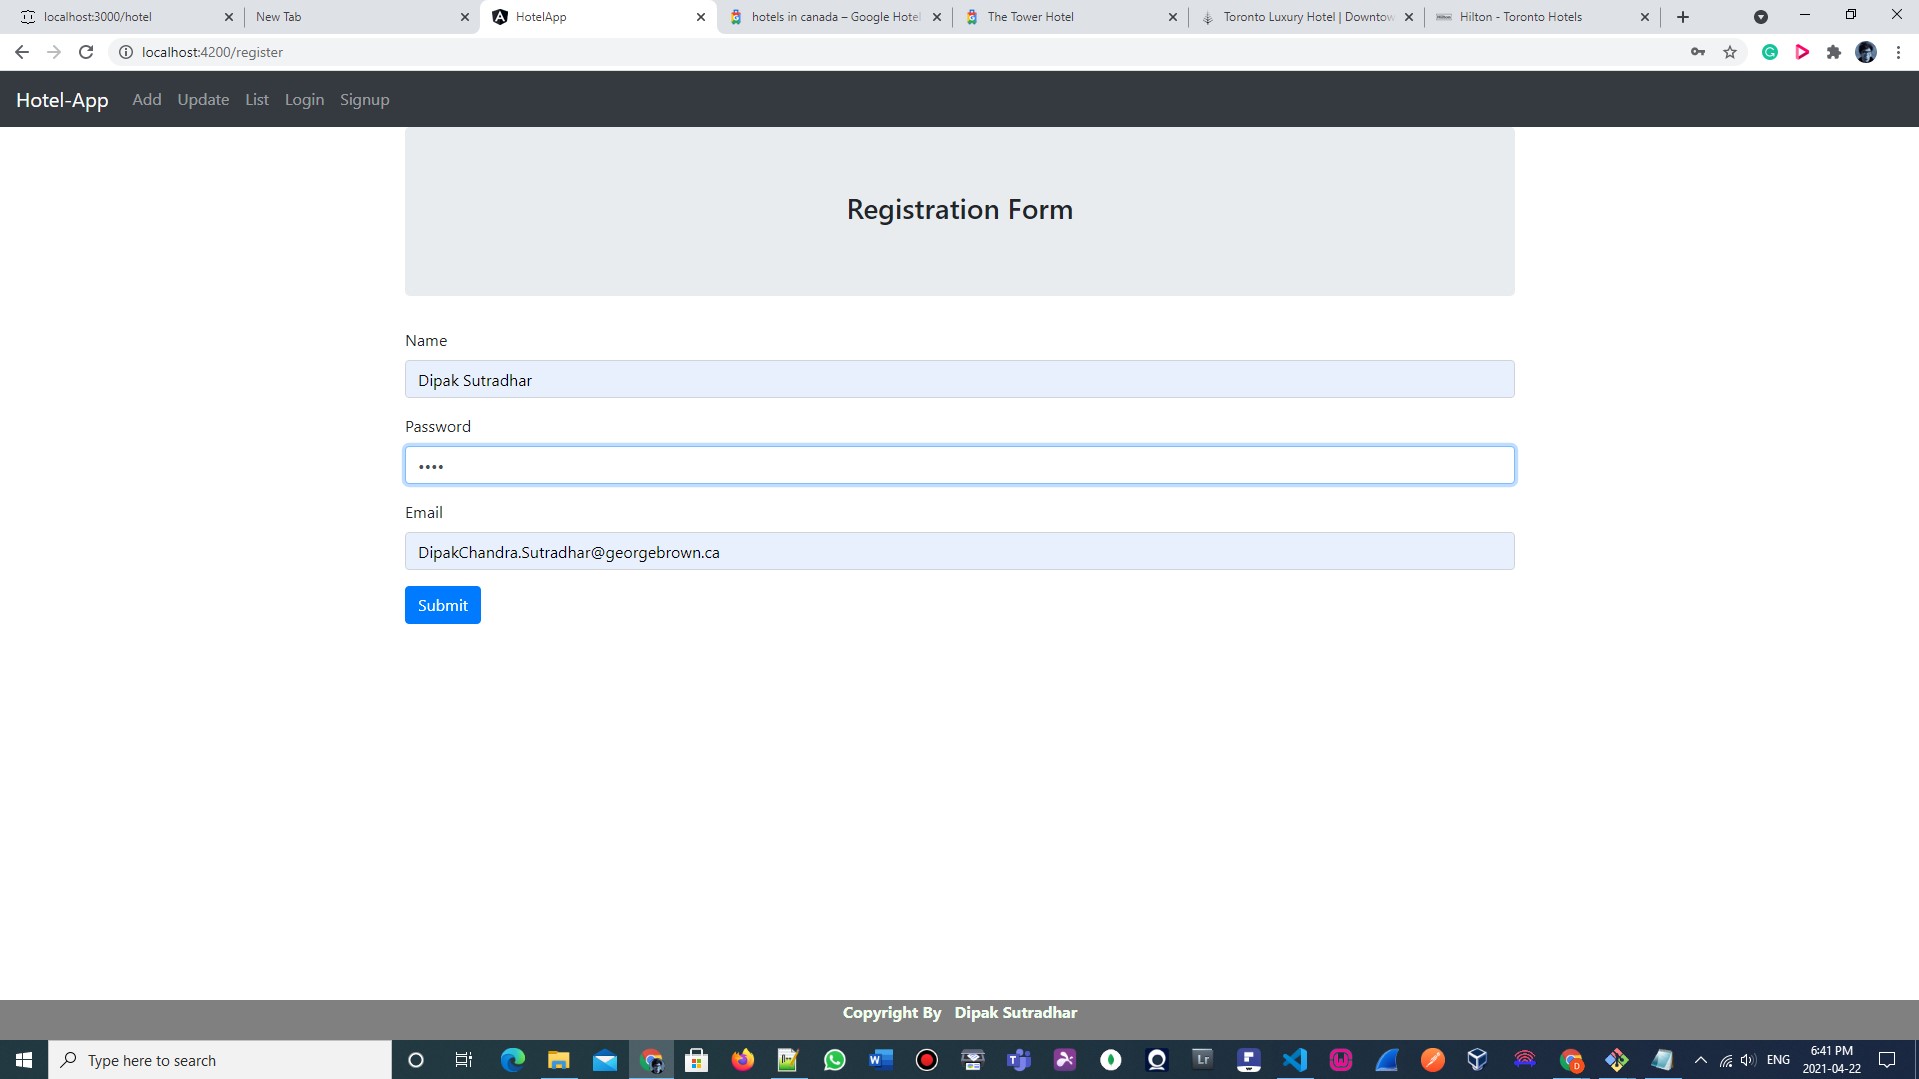 localhost:3000/hotel
New Tab
HotelApp
hotels in canada – Google Hotel
The Tower Hotel
Toronto Luxury Hotel | Downtow
Hilton - Toronto Hotels
localhost:4200/register
Hotel-App Add Update List Login Signup
Registration Form
Name
Dipak Sutradhar
Password
••••
Email
DipakChandra.Sutradhar@georgebrown.ca
Submit
Copyright By Dipak Sutradhar
Type here to search
Lr
ENG
6:41 PM
2021-04-22